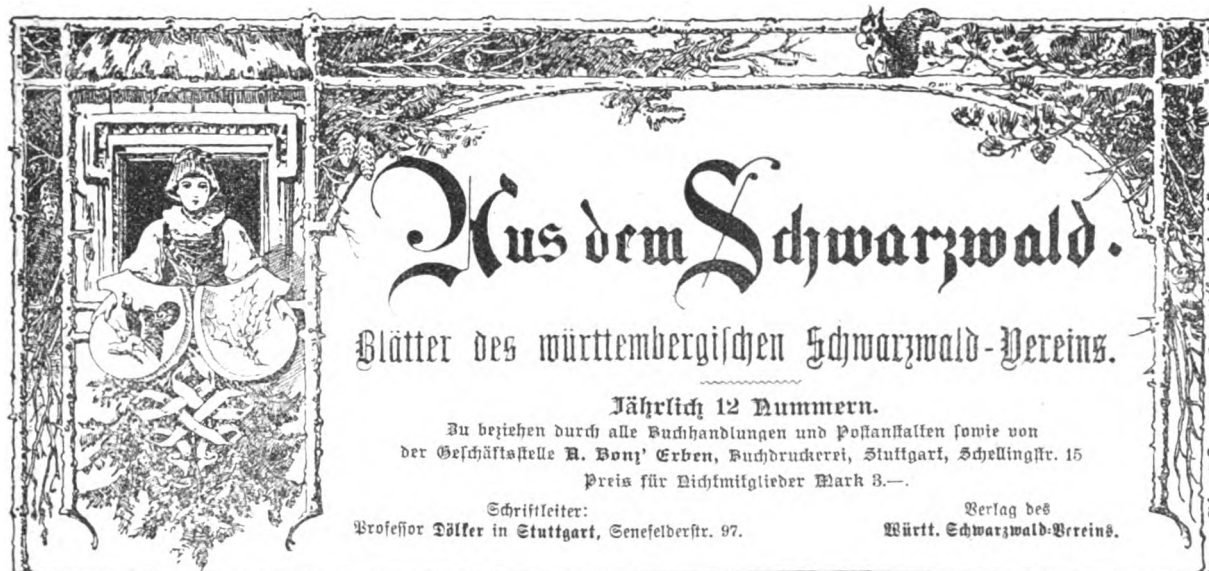 Aus dem Schwarzwald.
Blätter des württembergischen Schwarzwald-Vereins.
Jährlich 12 Nummern.
Zu beziehen durch alle Buchhandlungen und Postanstalten sowie von
der Geschäftsstelle A. Bonz' Erben, Buchdruckerei, Stuttgart, Schellingstr. 15
Preis für Nichtmitglieder Mark 3.—.
Schriftleiter:
Professor Dölker in Stuttgart, Senefelderstr. 97.
Verlag des
Württ. Schwarzwald-Vereins.